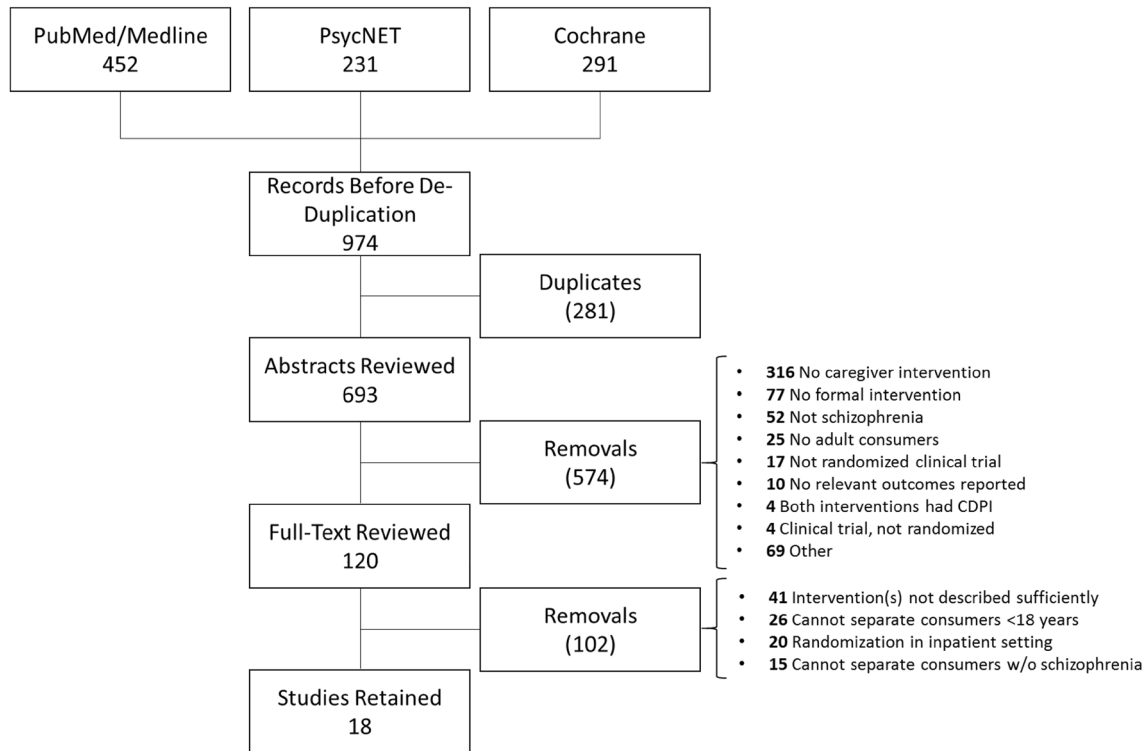 PubMed/Medline
452
PsycNET
231
Cochrane
291
Records Before De-
Duplication
974
Duplicates
(281)
Abstracts Reviewed
693
Removals
(574)
• 316 No caregiver intervention
• 77 No formal intervention
• 52 Not schizophrenia
• 25 No adult consumers
• 17 Not randomized clinical trial
• 10 No relevant outcomes reported
• 4 Both interventions had CDPI
• 4 Clinical trial, not randomized
• 69 Other
Full-Text Reviewed
120
Removals
(102)
• 41 Intervention(s) not described sufficiently
• 26 Cannot separate consumers <18 years
• 20 Randomization in inpatient setting
• 15 Cannot separate consumers w/o schizophrenia
Studies Retained
18